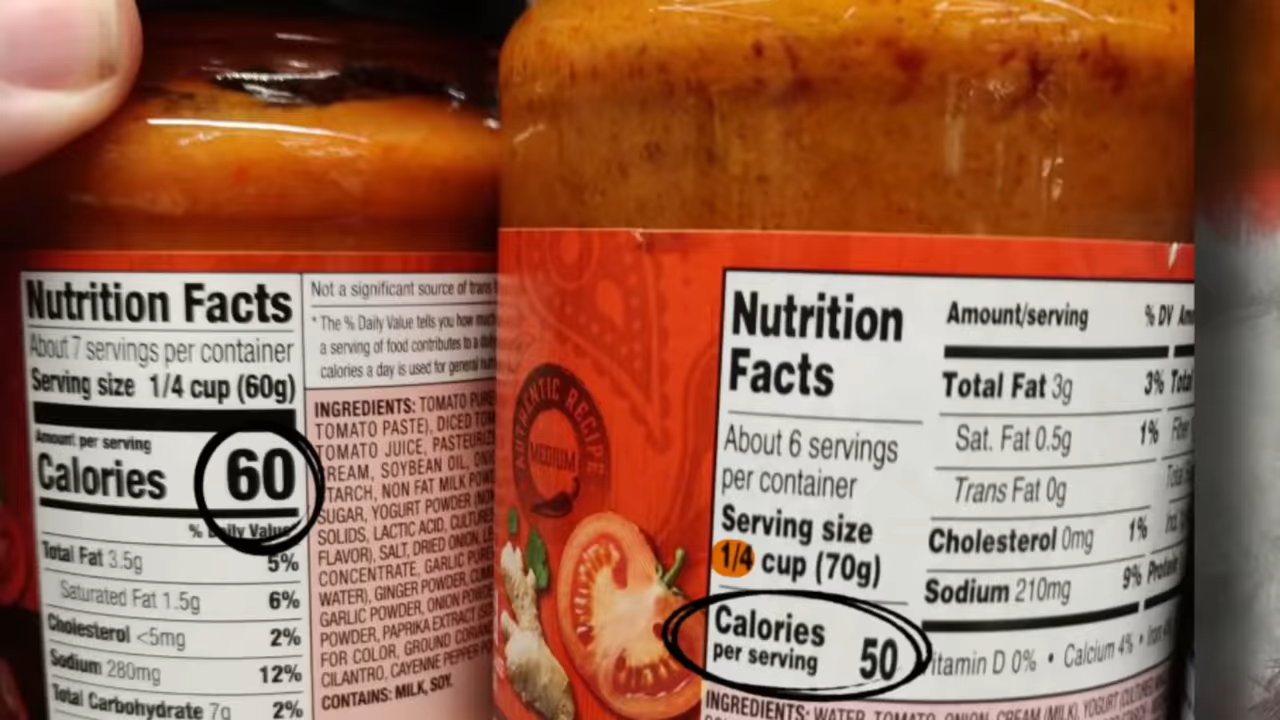 Nutrition Facts
About 7 servings per container
Serving size 1/4 cup (60g)
Amount per serving
Calories 60
% Daily Value
Total Fat 3.5g 5%
Saturated Fat 1.5g 6%
Cholesterol <5mg 2%
Sodium 280mg 12%
Total Carbohydrate 7g 2%
Not a significant source of trans
* The % Daily Value tells you how much
a serving of food contributes to a
calories a day is used for general
INGREDIENTS: TOMATO
TOMATO PASTE), DICED
TOMATO JUICE,
SOYBEAN OIL,
NON FAT MILK
SUGAR, YOGURT POWDER
SOLIDS, LACTIC ACID,
FLAVOR), SALT, DRIED ONION,
CONCENTRATE, GARLIC
WATER), GINGER POWDER,
GARLIC POWDER, ONION
POWDER, PAPRIKA EXTRACT
FOR COLOR, GROUND
CILANTRO, CAYENNE PEPPER
CONTAINS: MILK, SOY.
AUTHENTIC RECIPE
MEDIUM
Nutrition
Facts
About 6 servings
per container
Serving size
1/4 cup (70g)
Calories
per serving 50
Amount/serving % DV
Total Fat 3g 3%
Sat. Fat 0.5g 1%
Trans Fat 0g
Cholesterol 0mg 1%
Sodium 210mg 9%
itamin D 0% • Calcium 4% •
INGREDIENTS: WATER, TOMATO, ONION, CREAM (MILK), YOGURT